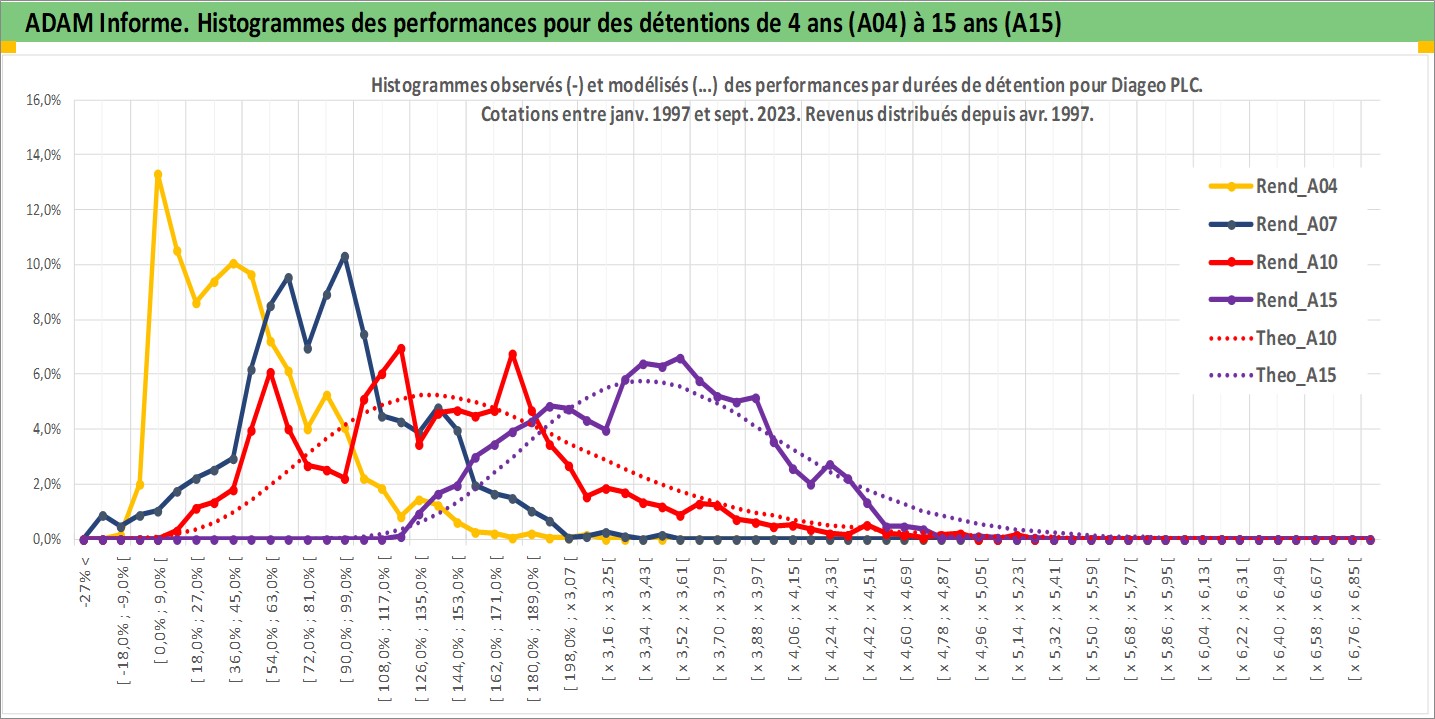 ADAM Informe. Histogrammes des performances pour des détentions de 4 ans (A04) à 15 ans (A15)
Histogrammes observés (-) et modélisés (...) des performances par durées de détention pour Diageo PLC.
Cotations entre janv. 1997 et sept. 2023. Revenus distribués depuis avr. 1997.
16,0%
14,0%
12,0%
10,0%
8,0%
6,0%
4,0%
2,0%
0,0%
Rend_A04
Rend_A07
Rend_A10
Rend_A15
Theo_A10
Theo_A15
-27% <
[ -18,0% ; -9,0% [
[ 0,0% ; 9,0% [
[ 18,0% ; 27,0% [
[ 36,0% ; 45,0% [
[ 54,0% ; 63,0% [
[ 72,0% ; 81,0% [
[ 90,0% ; 99,0% [
[ 108,0% ; 117,0% [
[ 126,0% ; 135,0% [
[ 144,0% ; 153,0% [
[ 162,0% ; 171,0% [
[ 180,0% ; 189,0% [
[ 198,0% ; x 3,07 [
[ x 3,16 ; x 3,25 [
[ x 3,34 ; x 3,43 [
[ x 3,52 ; x 3,61 [
[ x 3,70 ; x 3,79 [
[ x 3,88 ; x 3,97 [
[ x 4,06 ; x 4,15 [
[ x 4,24 ; x 4,33 [
[ x 4,42 ; x 4,51 [
[ x 4,60 ; x 4,69 [
[ x 4,78 ; x 4,87 [
[ x 4,96 ; x 5,05 [
[ x 5,14 ; x 5,23 [
[ x 5,32 ; x 5,41 [
[ x 5,50 ; x 5,59 [
[ x 5,68 ; x 5,77 [
[ x 5,86 ; x 5,95 [
[ x 6,04 ; x 6,13 [
[ x 6,22 ; x 6,31 [
[ x 6,40 ; x 6,49 [
[ x 6,58 ; x 6,67 [
[ x 6,76 ; x 6,85 [